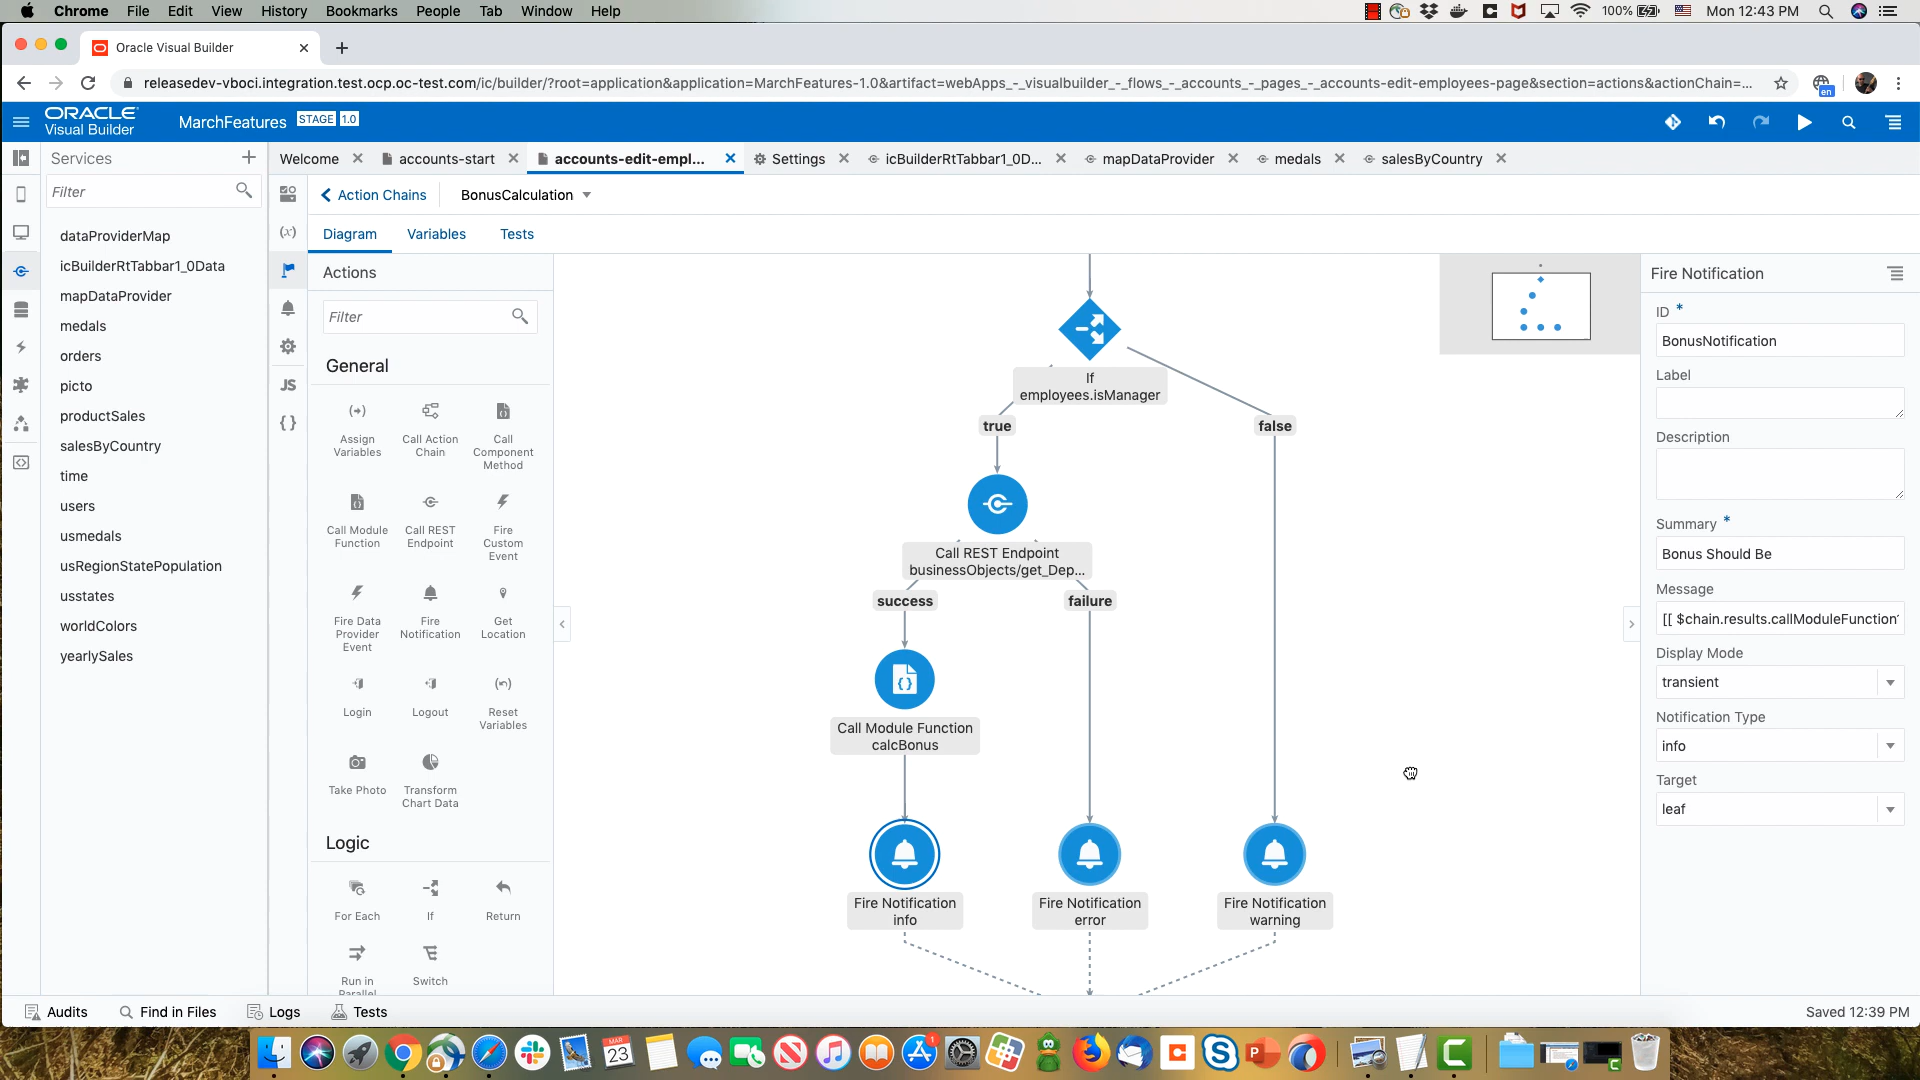 Chrome File Edit View History Bookmarks People Tab Window Help
100% Mon 12:43 PM
Oracle Visual Builder
releasedev-vboci.integration.test.ocp.oc-test.com/ic/builder/?root=application&application=MarchFeatures-1.0&artifact=webApps_-_visualbuilder_-_flows_-_accounts_-_pages_-_accounts-edit-employees-page&section=actions&actionChain=...
en
ORACLE
Visual Builder
MarchFeatures STAGE 1.0
Services
Welcome accounts-start accounts-edit-empl... Settings icBuilderRtTabbar1_0D... mapDataProvider medals salesByCountry
Filter
dataProviderMap
icBuilderRtTabbar1_0Data
mapDataProvider
medals
orders
picto
productSales
salesByCountry
time
users
usmedals
usRegionStatePopulation
usstates
worldColors
yearlySales
(x)
JS
{ }
Action Chains BonusCalculation
Diagram Variables Tests
Actions
Filter
General
Assign Variables
Call Action Chain
Call Component Method
Call Module Function
Call REST Endpoint
Fire Custom Event
Fire Data Provider Event
Fire Notification
Get Location
Login
Logout
Reset Variables
Take Photo
Transform Chart Data
Logic
For Each
If
Return
Run in Parallel
Switch
If
employees.isManager
true
false
Call REST Endpoint
businessObjects/get_Dep...
success
failure
Call Module Function
calcBonus
Fire Notification
info
Fire Notification
error
Fire Notification
warning
Fire Notification
ID *
BonusNotification
Label
Description
Summary *
Bonus Should Be
Message
[[ $chain.results.callModuleFunction
Display Mode
transient
Notification Type
info
Target
leaf
Audits Find in Files Logs Tests
Saved 12:39 PM
MAR
23
1